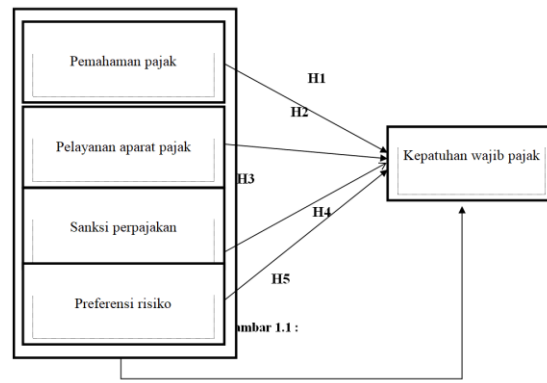 Pemahaman pajak
H1
H2
Pelayanan aparat pajak
Kepatuhan wajib pajak
H3
Sanksi perpajakan
H4
H5
Preferensi risiko
ambar 1.1 :